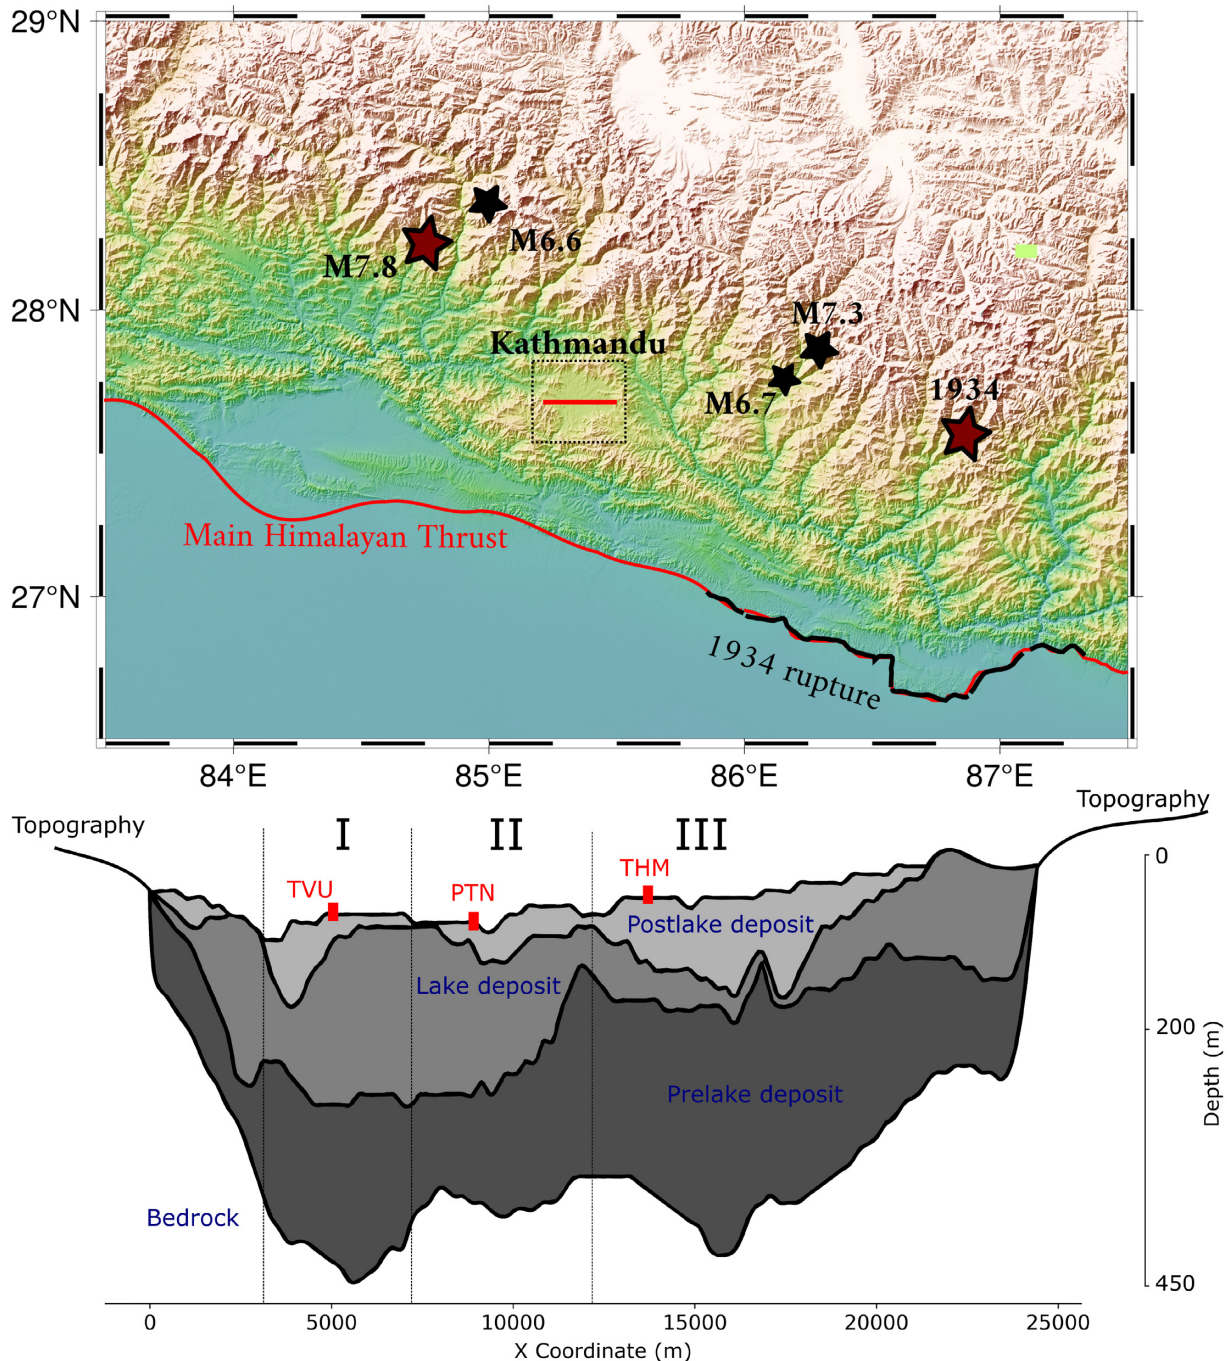 29°N
M6.6
M7.8
28°N
M7.3
Kathmandu
1934
M6.7
Main Himalayan Thrust
27°N
1934 rupture
84°E
85°E
86°E
87°E
Topography
Topography
I
II
III
0
THM
TVU
PTN
Postlake deposit
Lake deposit
200
Depth (m)
Prelake deposit
Bedrock
450
0
5000
10000
15000
20000
25000
X Coordinate (m)